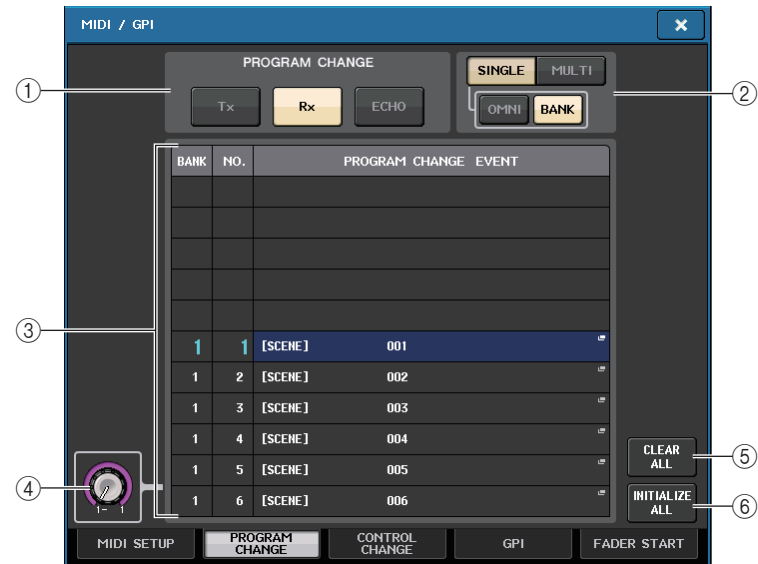 MIDI / GPI
×
PROGRAM CHANGE
Tx
Rx
ECHO
SINGLE
MULTI
OMNI
BANK
①
②
BANK NO. PROGRAM CHANGE EVENT
③
1 1 [SCENE] 001
1 2 [SCENE] 002
1 3 [SCENE] 003
1 4 [SCENE] 004
1 5 [SCENE] 005
1 6 [SCENE] 006
④
1- 1
CLEAR
ALL
⑤
INITIALIZE
ALL
⑥
MIDI SETUP
PROGRAM
CHANGE
CONTROL
CHANGE
GPI
FADER START